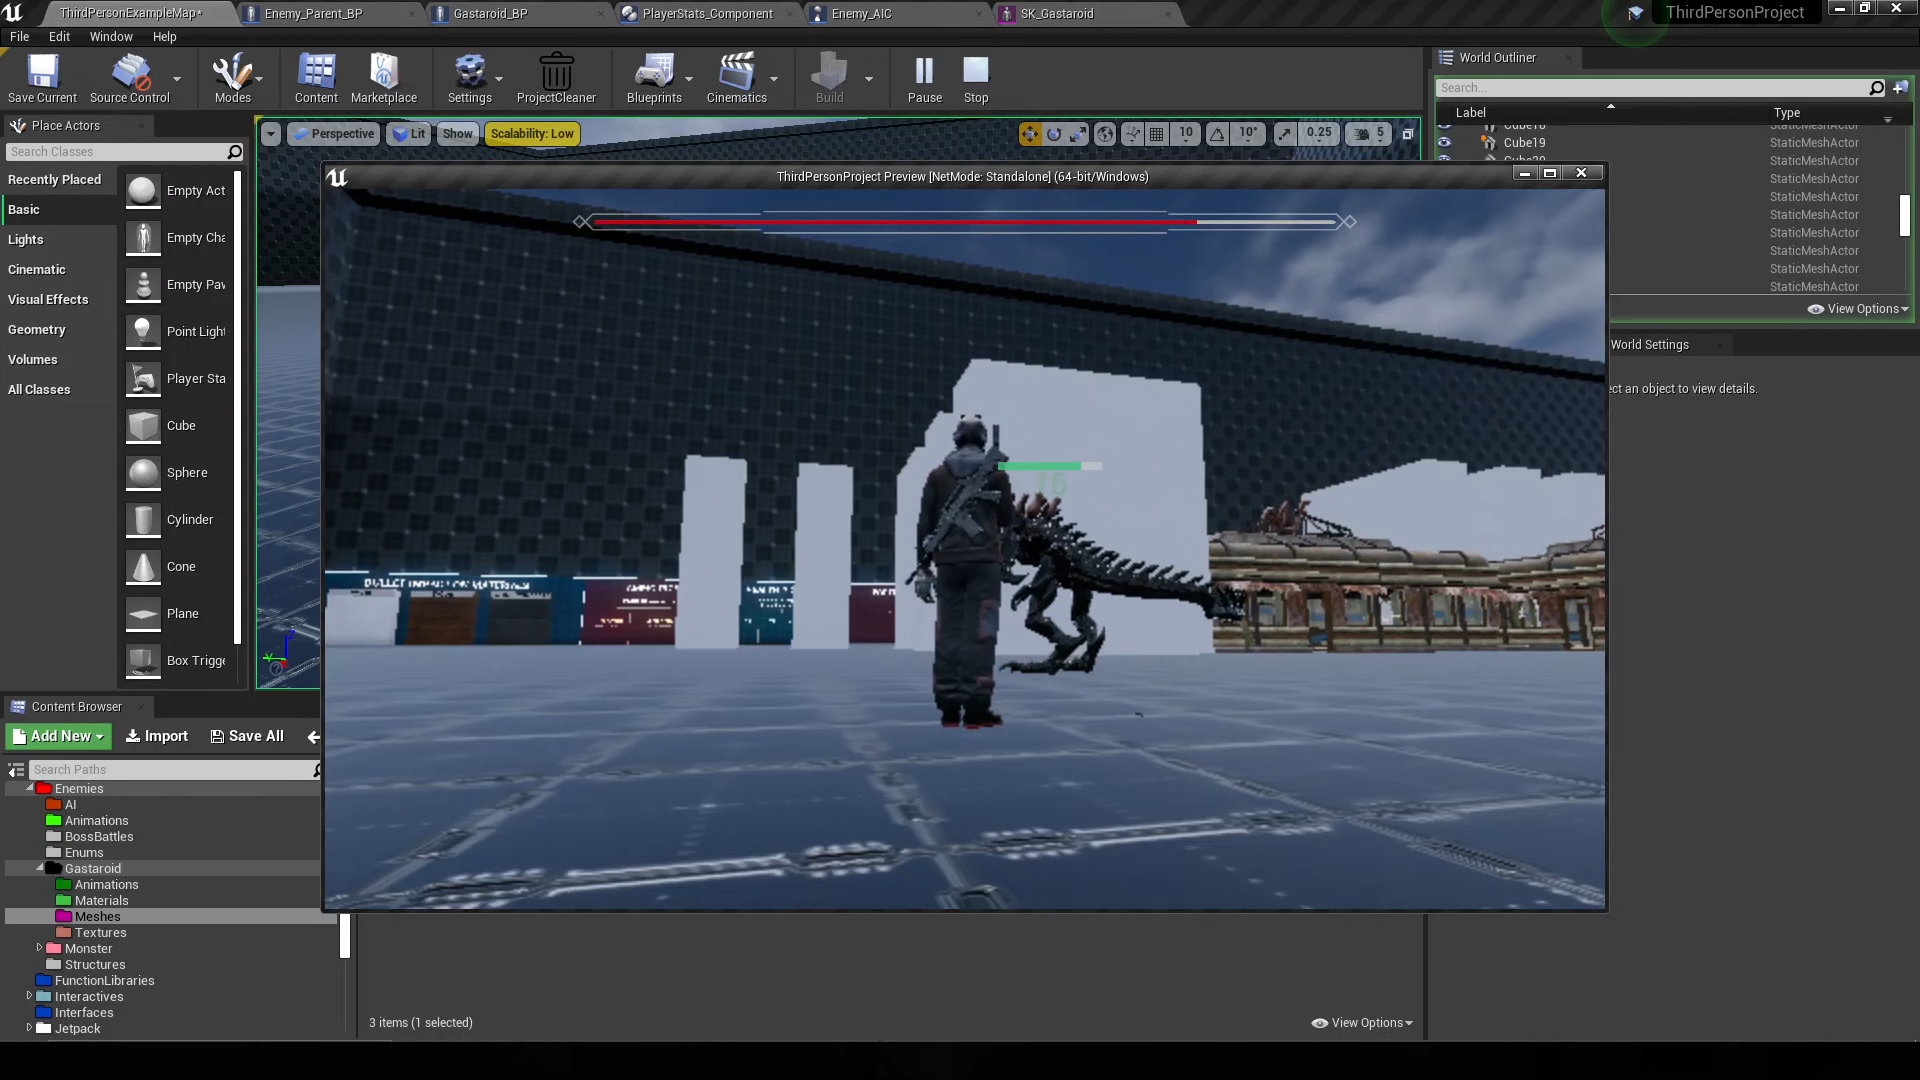 ThirdPersonExampleMap*
Enemy_Parent_BP
Gastaroid_BP
PlayerStats_Component
Enemy_AIC
SK_Gastaroid
ThirdPersonProject
File
Edit
Window
Help
Save Current
Source Control
Modes
Content
Marketplace
Settings
ProjectCleaner
Blueprints
Cinematics
Build
Pause
Stop
World Outliner
Search...
Label
Type
Cube18
StaticMeshActor
Cube19
StaticMeshActor
Cube20
StaticMeshActor
StaticMeshActor
StaticMeshActor
StaticMeshActor
StaticMeshActor
StaticMeshActor
StaticMeshActor
StaticMeshActor
View Options
World Settings
ect an object to view details.
Place Actors
Search Classes
Recently Placed
Basic
Lights
Cinematic
Visual Effects
Geometry
Volumes
All Classes
Empty Act
Empty Cha
Empty Pav
Point Light
Player Sta
Cube
Sphere
Cylinder
Cone
Plane
Box Trigge
Perspective
Lit
Show
Scalability: Low
10
10°
0.25
5
ThirdPersonProject Preview [NetMode: Standalone] (64-bit/Windows)
16
Content Browser
Add New
Import
Save All
Search Paths
Enemies
AI
Animations
BossBattles
Enums
Gastaroid
Animations
Materials
Meshes
Textures
Monster
Structures
FunctionLibraries
Interactives
Interfaces
Jetpack
3 items (1 selected)
View Options